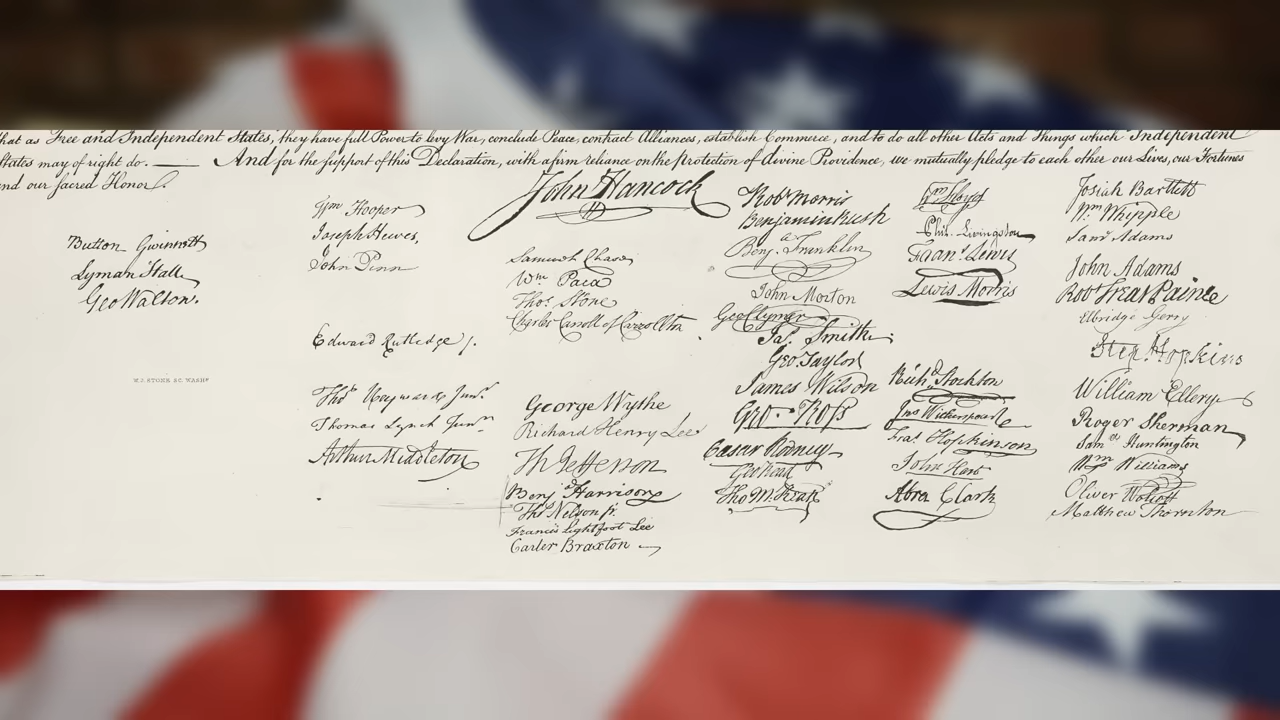 that as Free and Independent States, they have full Power to levy War, conclude Peace, contract Alliances, establish Commerce, and to do all other Acts and Things which Independent
States may of right do. —— And for the support of this Declaration, with a firm reliance on the protection of divine Providence, we mutually pledge to each other our Lives, our Fortunes
and our sacred Honor.
Button Gwinnett
Lyman Hall
Geo Walton.
W.J. STONE SC. WASHN.
Wm Hooper
Joseph Hewes,
John Penn
Edward Rutledge /.
Thos Heyward Junr.
Thomas Lynch Junr.
Arthur Middleton
John Hancock
Samuel Chase
Wm Paca
Thos. Stone
Charles Carroll of Carrollton
George Wythe
Richard Henry Lee
Th Jefferson
Benj Harrison
Thos Nelson jr.
Francis Lightfoot Lee
Carter Braxton
Robt Morris
Benjamin Rush
Benja. Franklin
John Morton
Geo Clymer
Jas. Smith
Geo. Taylor
James Wilson
Geo. Ross
Caesar Rodney
Geo Read
Tho M:Kean
Wm Floyd
Phil. Livingston
Frans. Lewis
Lewis Morris
Richd. Stockton
Jno Witherspoon
Fras. Hopkinson
John Hart
Abra Clark
Josiah Bartlett
Wm. Whipple
Saml Adams
John Adams
Robt Treat Paine
Elbridge Gerry
Step. Hopkins
William Ellery
Roger Sherman
Saml Huntington
Wm Williams
Oliver Wolcott
Matthew Thornton